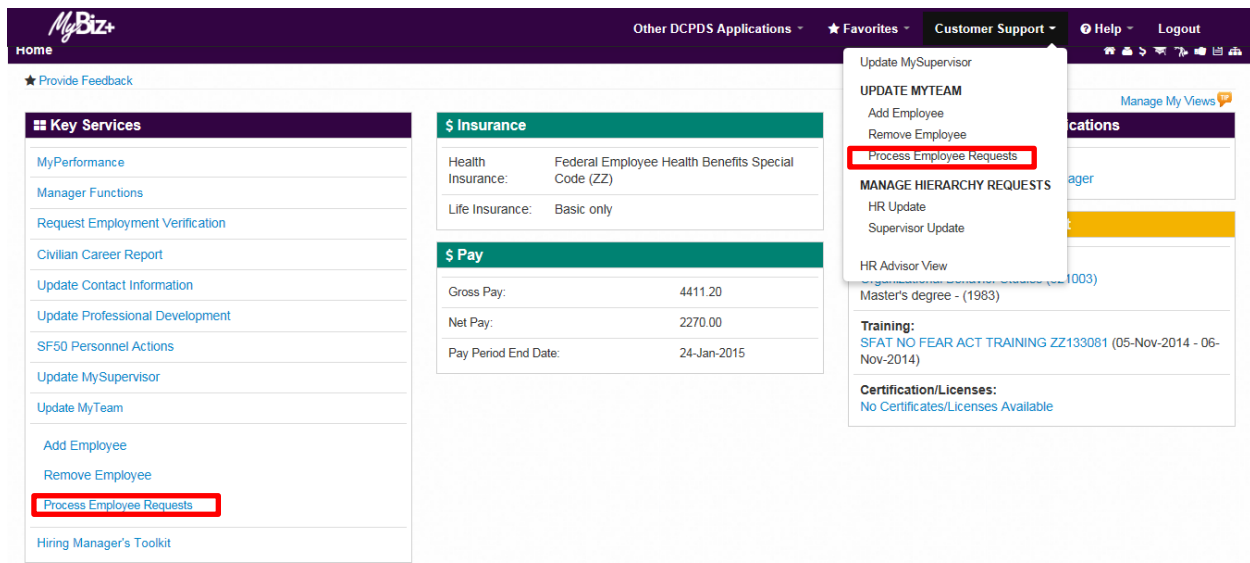 MyBiz+
Other DCPDS Applications
Favorites
Customer Support
Help
Logout
Home
Provide Feedback
Update MySupervisor
UPDATE MYTEAM
Add Employee
Remove Employee
Process Employee Requests
MANAGE HIERARCHY REQUESTS
HR Update
Supervisor Update
HR Advisor View
Manage My Views TIP
Key Services
MyPerformance
Manager Functions
Request Employment Verification
Civilian Career Report
Update Contact Information
Update Professional Development
SF50 Personnel Actions
Update MySupervisor
Update MyTeam
Add Employee
Remove Employee
Process Employee Requests
Hiring Manager's Toolkit
$ Insurance
Health Insurance:
Federal Employee Health Benefits Special
Code (ZZ)
Life Insurance: Basic only
$ Pay
Gross Pay: 4411.20
Net Pay: 2270.00
Pay Period End Date: 24-Jan-2015
Master's degree - (1983)
Training:
SFAT NO FEAR ACT TRAINING ZZ133081 (05-Nov-2014 - 06-
Nov-2014)
Certification/Licenses:
No Certificates/Licenses Available